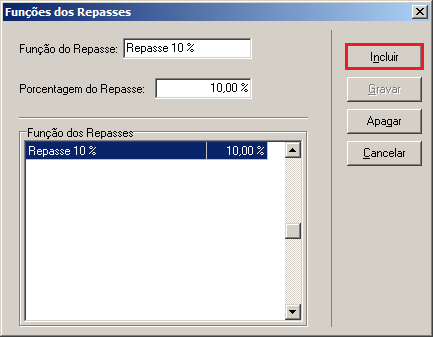 Funções dos Repasses
Função do Repasse: Repasse 10 %
Incluir
Porcentagem do Repasse: 10,00 %
Gravar
Apagar
Função dos Repasses
Cancelar
Repasse 10 % 10,00 %